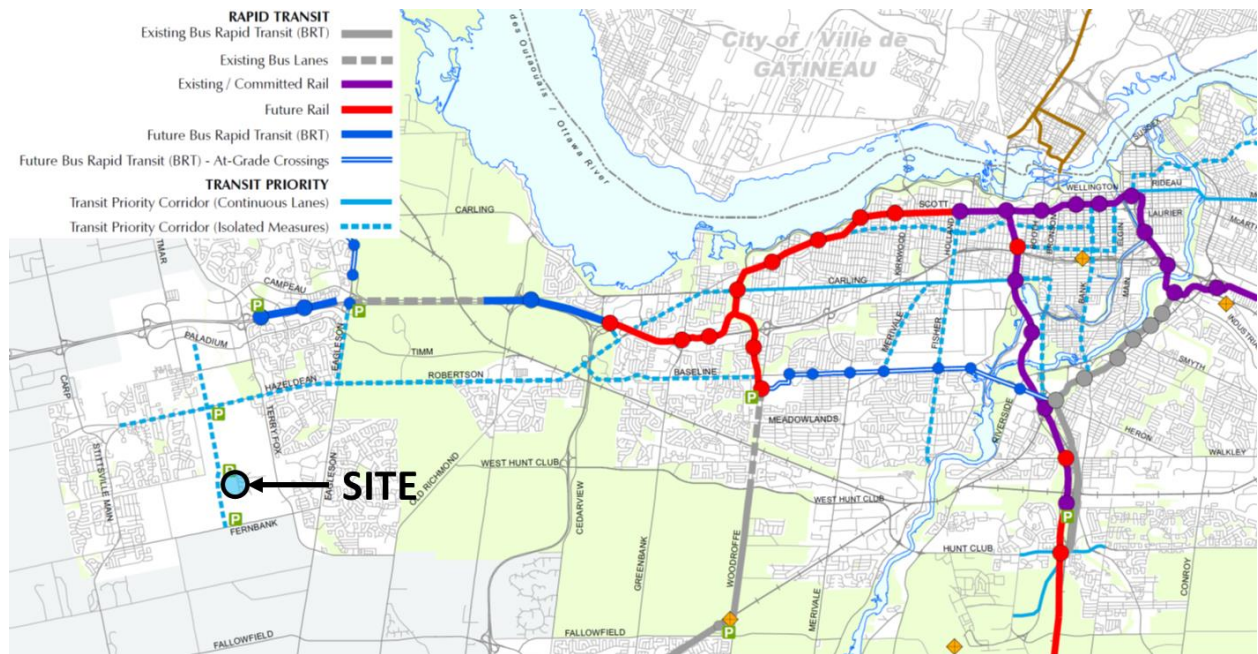 RAPID TRANSIT
Existing Bus Rapid Transit (BRT)
Existing Bus Lanes
Existing / Committed Rail
Future Rail
Future Bus Rapid Transit (BRT)
Future Bus Rapid Transit (BRT) - At-Grade Crossings
TRANSIT PRIORITY
Transit Priority Corridor (Continuous Lanes)
Transit Priority Corridor (Isolated Measures)
City of / Ville de
GATINEAU
des Outaouais / Ottawa River
SUSSEX
WELLINGTON
RIDEAU
SCOTT
LAURIER
CARLING
KIRKWOOD
HOLLAND
BRONSON
CARLING
BANK
MAIN
INDUSTRI
CAMPEAU
EAGLESON
PALADIUM
TIMM
HAZELDEAN
ROBERTSON
BASELINE
MERIVALE
FISHER
SMYTH
CARP
TERRY FOX
MEADOWLANDS
RIVERSIDE
HERON
WALKLEY
STITTSVILLE MAIN
P
SITE
EAGLESON
OLD RICHMOND
WEST HUNT CLUB
WEST HUNT CLUB
P
FERNBANK
CEDARVIEW
GREENBANK
WOODROFFE
HUNT CLUB
CONROY
MERIVALE
FALLOWFIELD
FALLOWFIELD
P